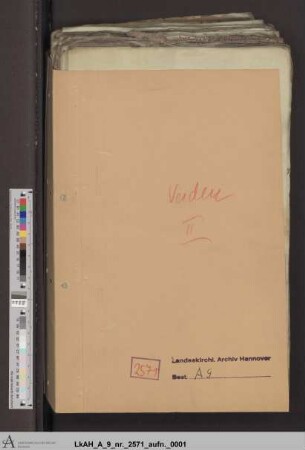 Verden
II
2571
Landeskirchl. Archiv Hannover
Best. A 9
LkAH_A_9_nr._2571_aufn._0001